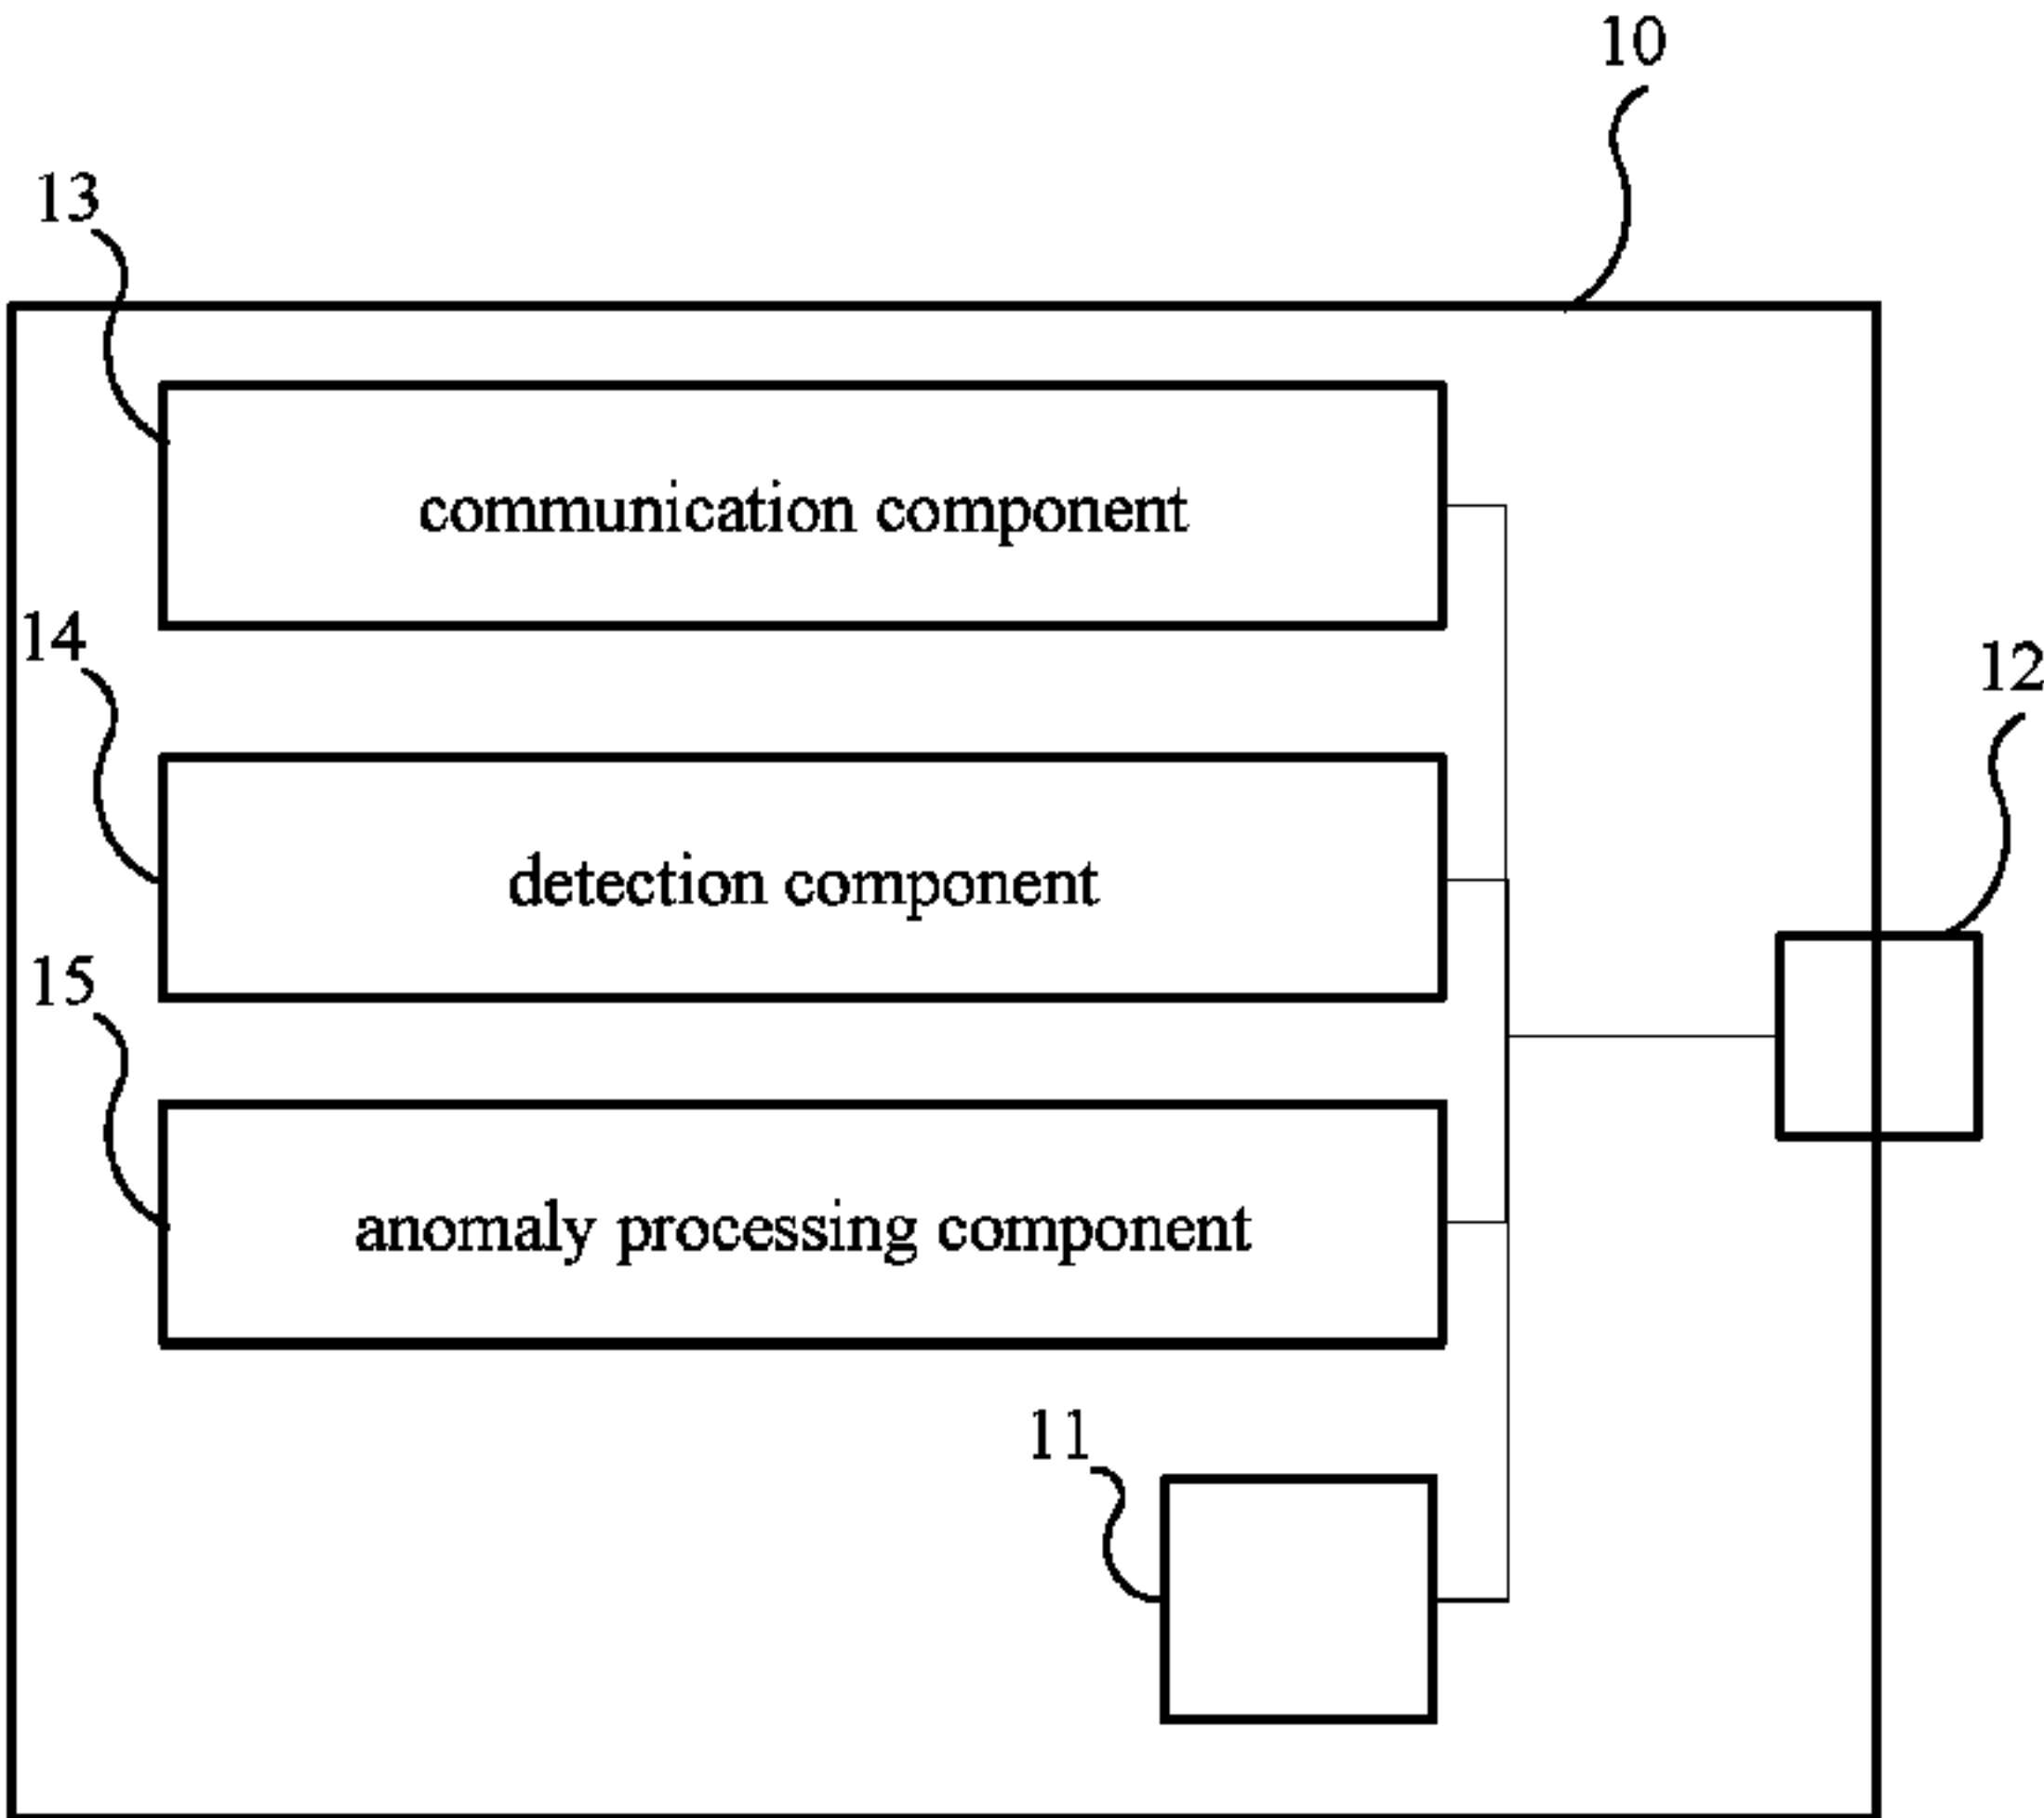 10
13
communication component
14
12
detection component
15
anomaly processing component
11